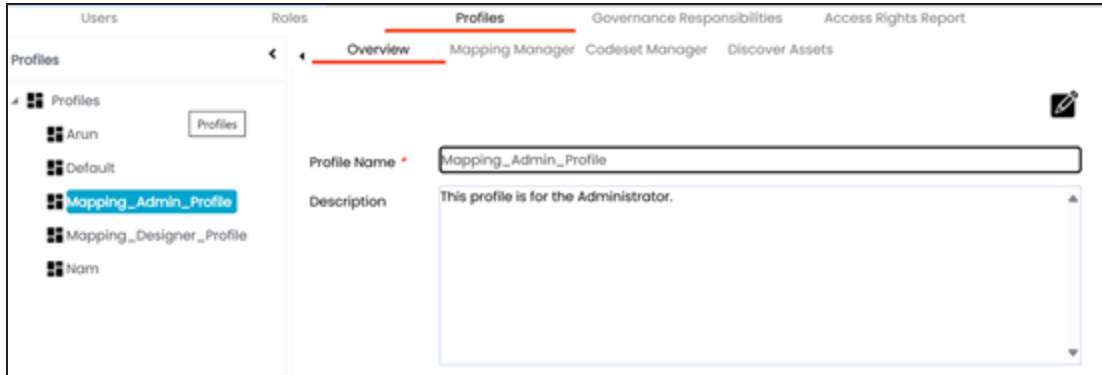 Users Roles Profiles Governance Responsibilities Access Rights Report
Profiles
Overview Mapping Manager Codeset Manager Discover Assets
Profiles
Profiles
Arun
Default
Mapping_Admin_Profile
Mapping_Designer_Profile
Nam
Profile Name *
Mapping_Admin_Profile
Description
This profile is for the Administrator.